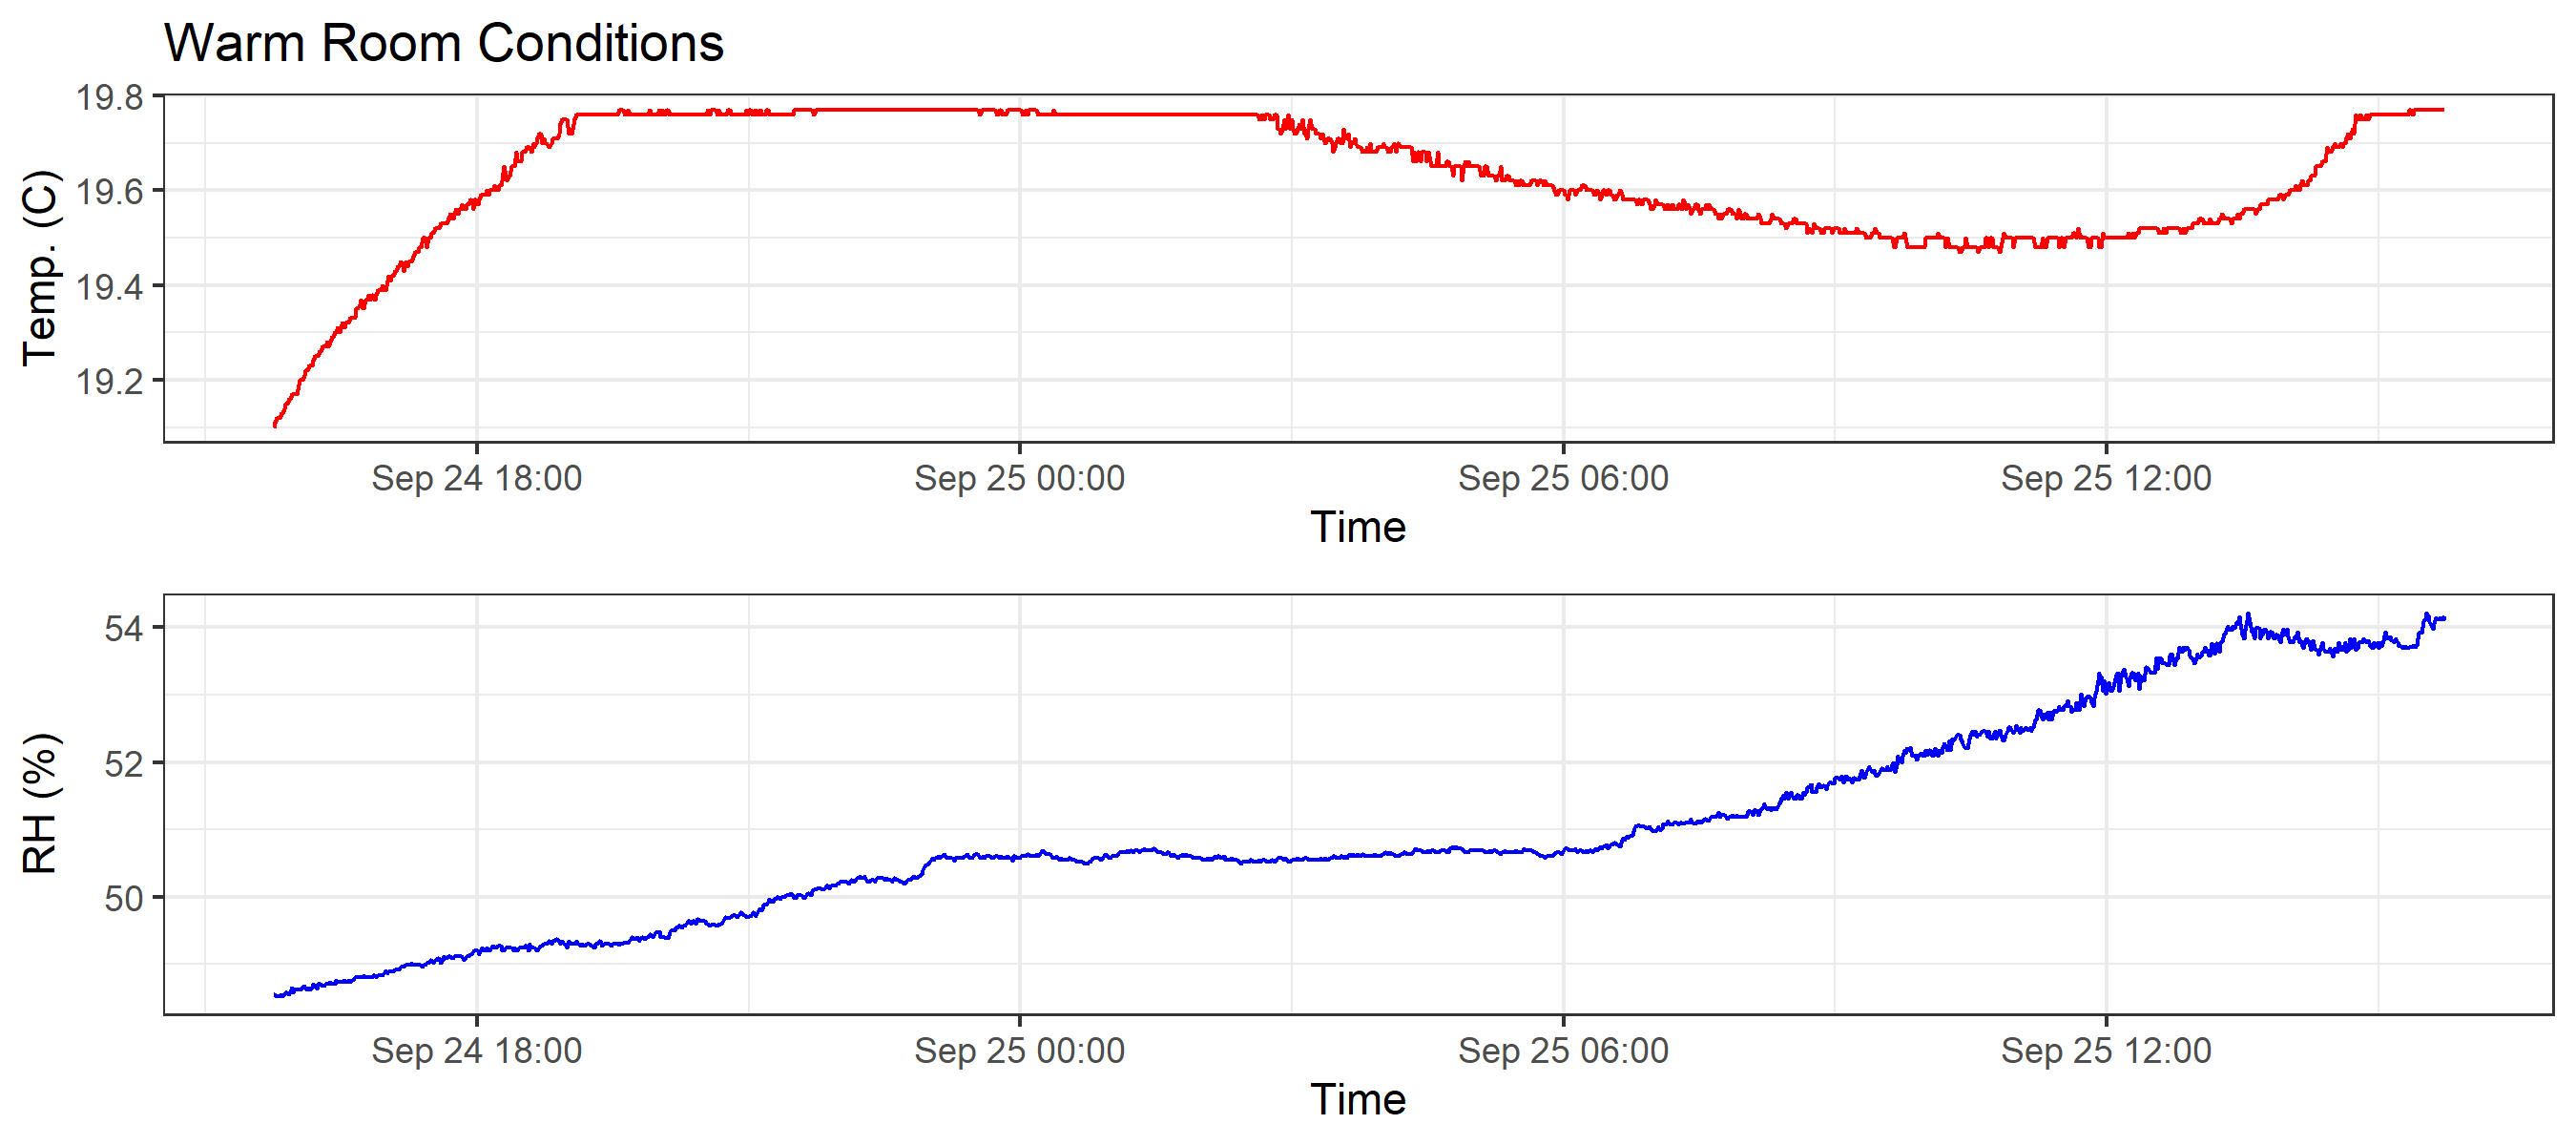 Warm Room Conditions
Temp. (C)
19.8
19.6
19.4
19.2
Sep 24 18:00 Sep 25 00:00 Sep 25 06:00 Sep 25 12:00
Time
RH (%)
54
52
50
Sep 24 18:00 Sep 25 00:00 Sep 25 06:00 Sep 25 12:00
Time